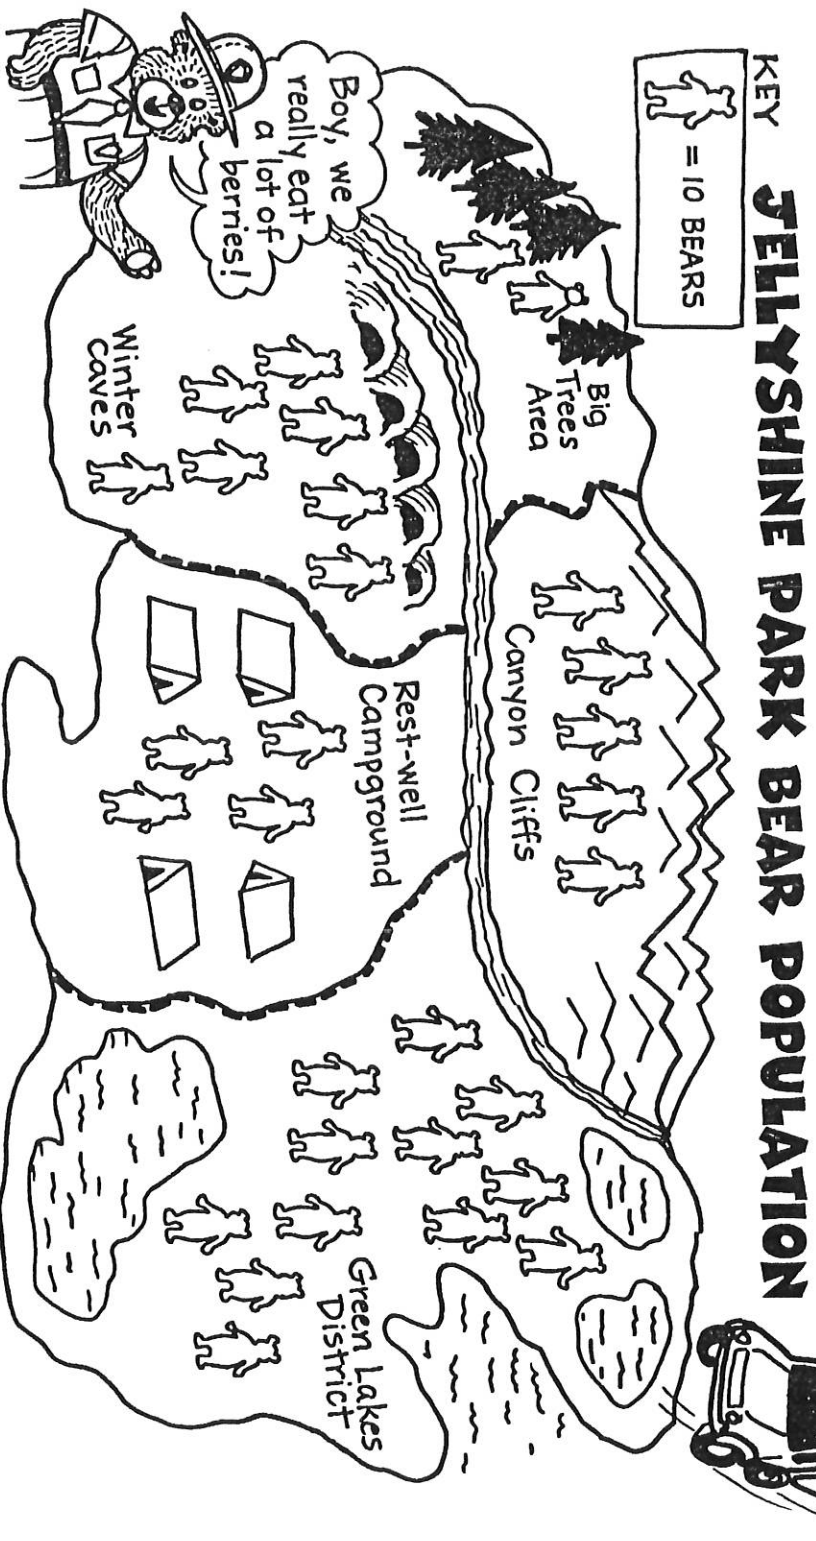 JELLYSHINE PARK BEAR POPULATION
KEY
= 10 BEARS
Boy, we
really eat
a lot of
berries!
Big
Trees
Area
Canyon Cliffs
Winter
Caves
Rest-well
Campground
Green Lakes
District